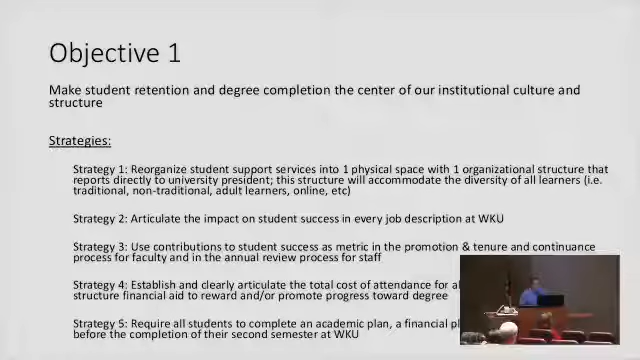 Objective 1
Make student retention and degree completion the center of our institutional culture and
structure
Strategies:
Strategy 1: Reorganize student support services into 1 physical space with 1 organizational structure that
reports directly to university president; this structure will accommodate the diversity of all learners (i.e.
traditional, non-traditional, adult learners, online, etc)
Strategy 2: Articulate the impact on student success in every job description at WKU
Strategy 3: Use contributions to student success as metric in the promotion & tenure and continuance
process for faculty and in the annual review process for staff
Strategy 4: Establish and clearly articulate the total cost of attendance for
structure financial aid to reward and/or promote progress toward degree
Strategy 5: Require all students to complete an academic plan, a financial
before the completion of their second semester at WKU